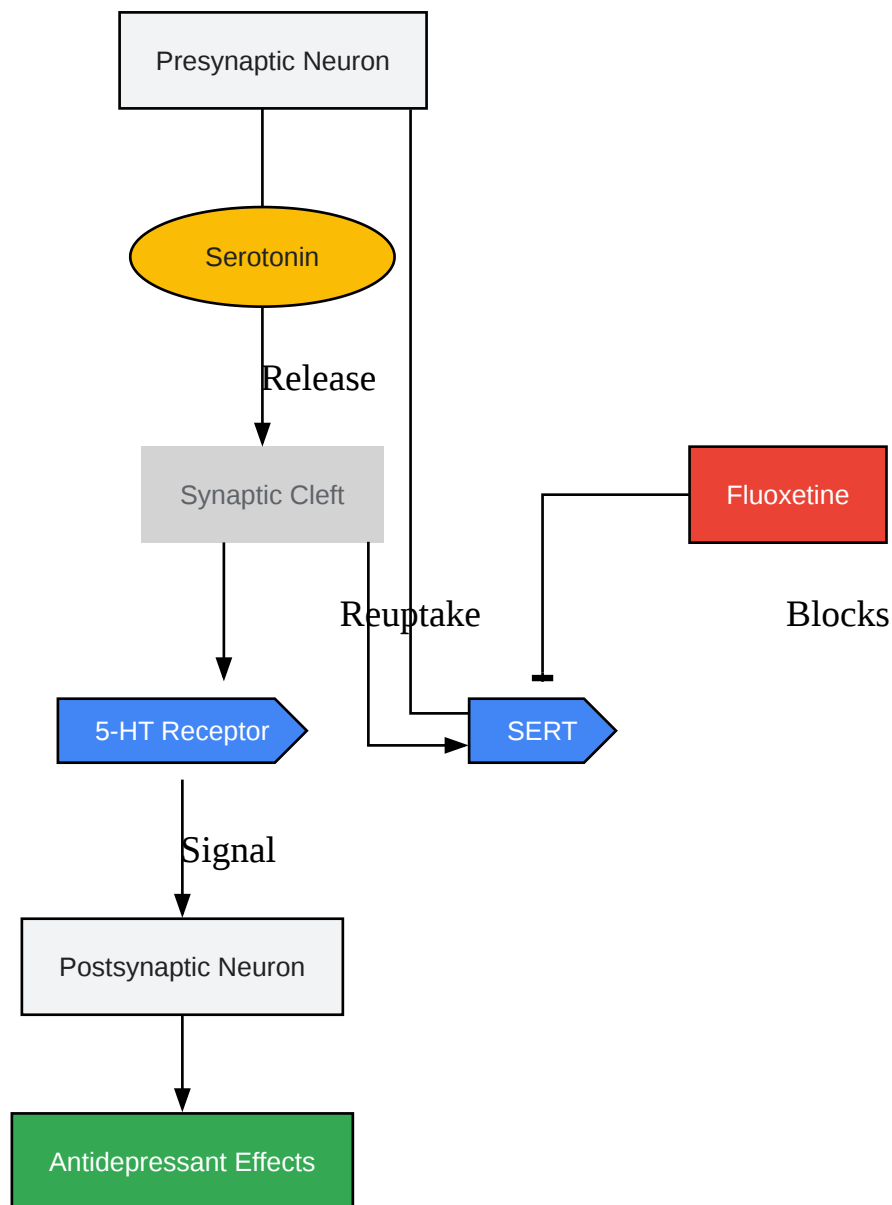 Presynaptic Neuron
Serotonin
Release
Synaptic Cleft
Fluoxetine
Reuptake
Blocks
5-HT Receptor
SERT
Signal
Postsynaptic Neuron
Antidepressant Effects